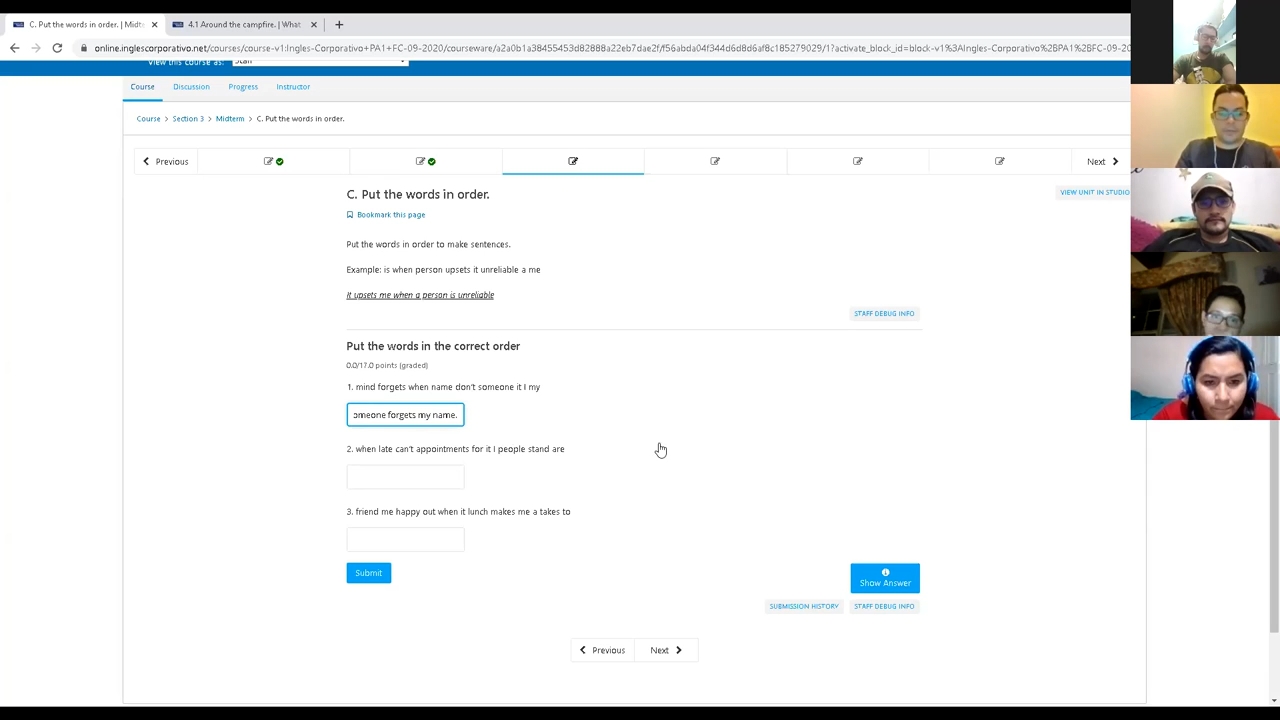 C. Put the words in order. | Midte
4.1 Around the campfire. | What
online.inglescorporativo.net/courses/course-v1:Ingles-Corporativo+PA1+FC-09-2020/courseware/a2a0b1a38455453d82888a22eb7dae2f/f56abda04f344d6d8d6af8c185279029/1?activate_block_id=block-v1%3AIngles-Corporativo%2BPA1%2BFC-09-20
View this course as: Staff
Course Discussion Progress Instructor
Course > Section 3 > Midterm > C. Put the words in order.
Previous Next
C. Put the words in order.
VIEW UNIT IN STUDIO
Bookmark this page
Put the words in order to make sentences.
Example: is when person upsets it unreliable a me
It upsets me when a person is unreliable
STAFF DEBUG INFO
Put the words in the correct order
0.0/17.0 points (graded)
1. mind forgets when name don't someone it I my
omeone forgets my name.
2. when late can't appointments for it I people stand are
3. friend me happy out when it lunch makes me a takes to
Submit
Show Answer
SUBMISSION HISTORY STAFF DEBUG INFO
Previous Next